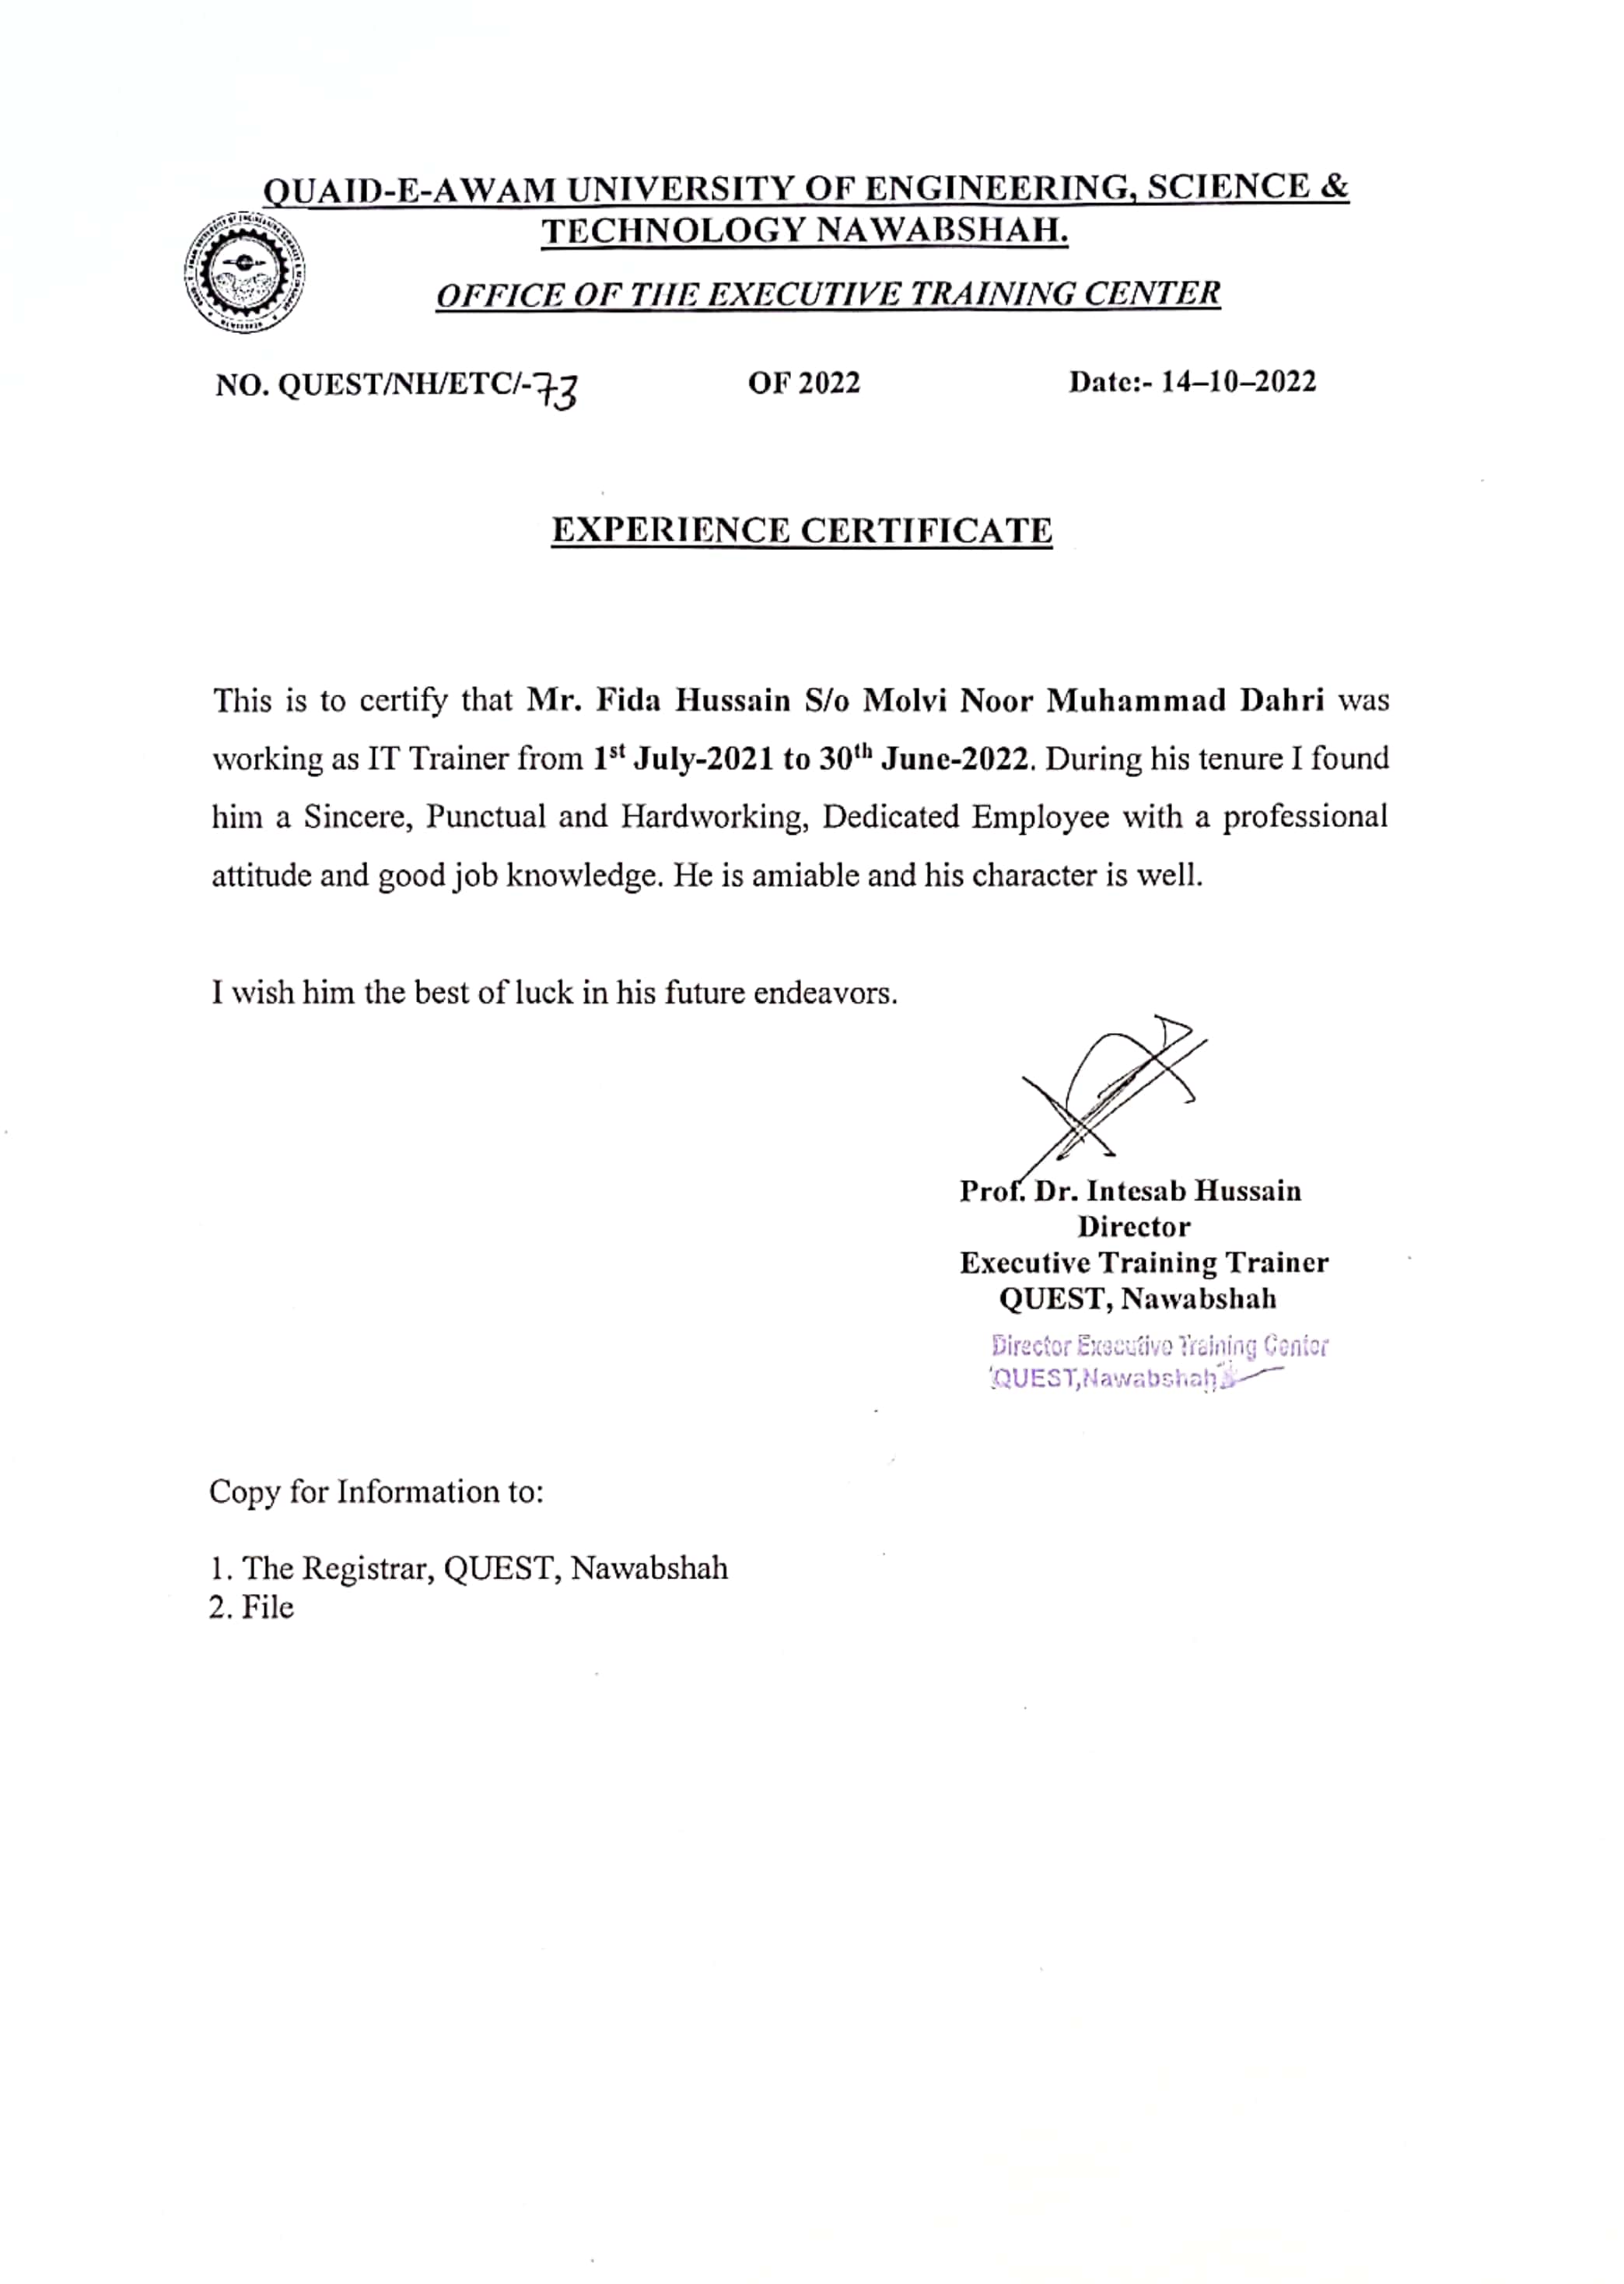 QUAID-E-AWAM UNIVERSITY OF ENGINEERING, SCIENCE &
TECHNOLOGY NAWABSHAH.
OFFICE OF THE EXECUTIVE TRAINING CENTER
NO. QUEST/NH/ETC/-73 OF 2022 Date:- 14–10–2022
EXPERIENCE CERTIFICATE
This is to certify that Mr. Fida Hussain S/o Molvi Noor Muhammad Dahri was
working as IT Trainer from 1st July-2021 to 30th June-2022. During his tenure I found
him a Sincere, Punctual and Hardworking, Dedicated Employee with a professional
attitude and good job knowledge. He is amiable and his character is well.
I wish him the best of luck in his future endeavors.
Prof. Dr. Intesab Hussain
Director
Executive Training Trainer
QUEST, Nawabshah
Director Executive Training Center
QUEST,Nawabshah
Copy for Information to:
1. The Registrar, QUEST, Nawabshah
2. File